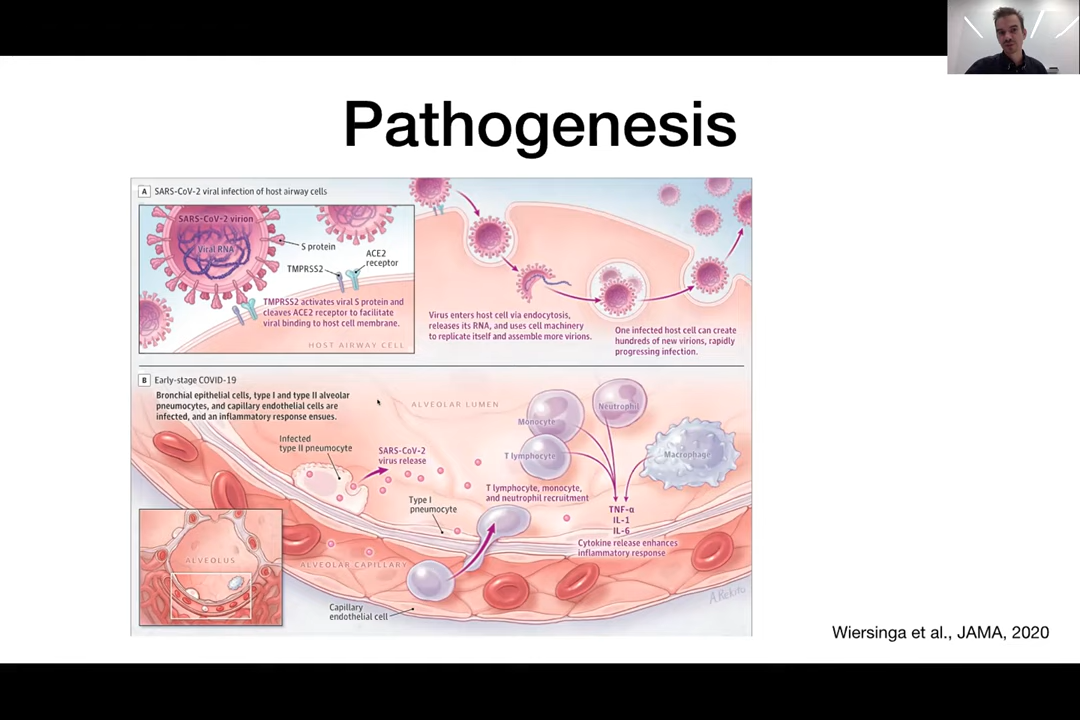 Pathogenesis
A SARS-CoV-2 viral infection of host airway cells
SARS-CoV-2 virion
Viral RNA
S protein
TMPRSS2
ACE2
receptor
TMPRSS2 activates viral S protein and
cleaves ACE2 receptor to facilitate
viral binding to host cell membrane.
HOST AIRWAY CELL
Virus enters host cell via endocytosis,
releases its RNA, and uses cell machinery
to replicate itself and assemble more virions.
One infected host cell can create
hundreds of new virions, rapidly
progressing infection.
B Early-stage COVID-19
Bronchial epithelial cells, type I and type II alveolar
pneumocytes, and capillary endothelial cells are
infected, and an inflammatory response ensues.
ALVEOLAR LUMEN
Infected
type II pneumocyte
SARS-CoV-2
virus release
Monocyte
Neutrophil
T lymphocyte
Macrophage
Type I
pneumocyte
T lymphocyte, monocyte,
and neutrophil recruitment
TNF-α
IL-1
IL-6
Cytokine release enhances
inflammatory response
ALVEOLUS
ALVEOLAR CAPILLARY
Capillary
endothelial cell
A.Rekito
Wiersinga et al., JAMA, 2020